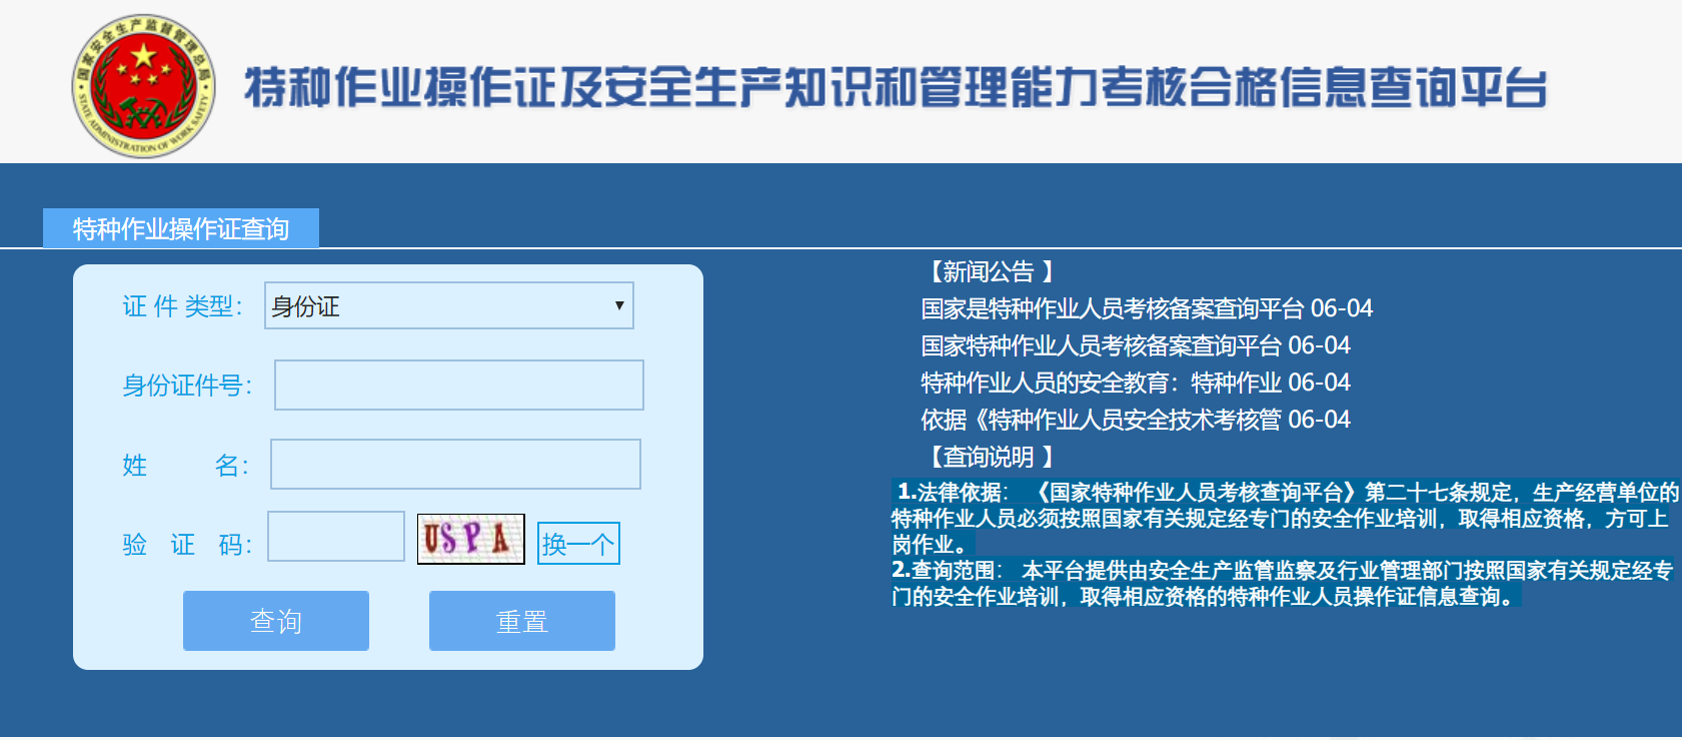 国家安全生产监督管理总局
STATE ADMINISTRATION OF WORK SAFETY
特种作业操作证及安全生产知识和管理能力考核合格信息查询平台
特种作业操作证查询
证 件 类型： 身份证
身份证件号：
姓 名：
验 证 码： USPA 换一个
查询 重置
【新闻公告 】
国家是特种作业人员考核备案查询平台 06-04
国家特种作业人员考核备案查询平台 06-04
特种作业人员的安全教育：特种作业 06-04
依据《特种作业人员安全技术考核管 06-04
【查询说明 】
1.法律依据： 《国家特种作业人员考核查询平台》第二十七条规定，生产经营单位的
特种作业人员必须按照国家有关规定经专门的安全作业培训，取得相应资格，方可上
岗作业。
2.查询范围： 本平台提供由安全生产监管监察及行业管理部门按照国家有关规定经专
门的安全作业培训，取得相应资格的特种作业人员操作证信息查询。